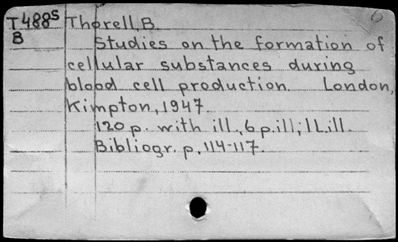 T488s Thorell, B.
B
Studies on the formation of
cellular substances during
blood cell production. London,
Kimpton, 1947.
120 p. with ill., 6 p. ill; 1 L. ill.
Bibliogr. p. 114-117.
6